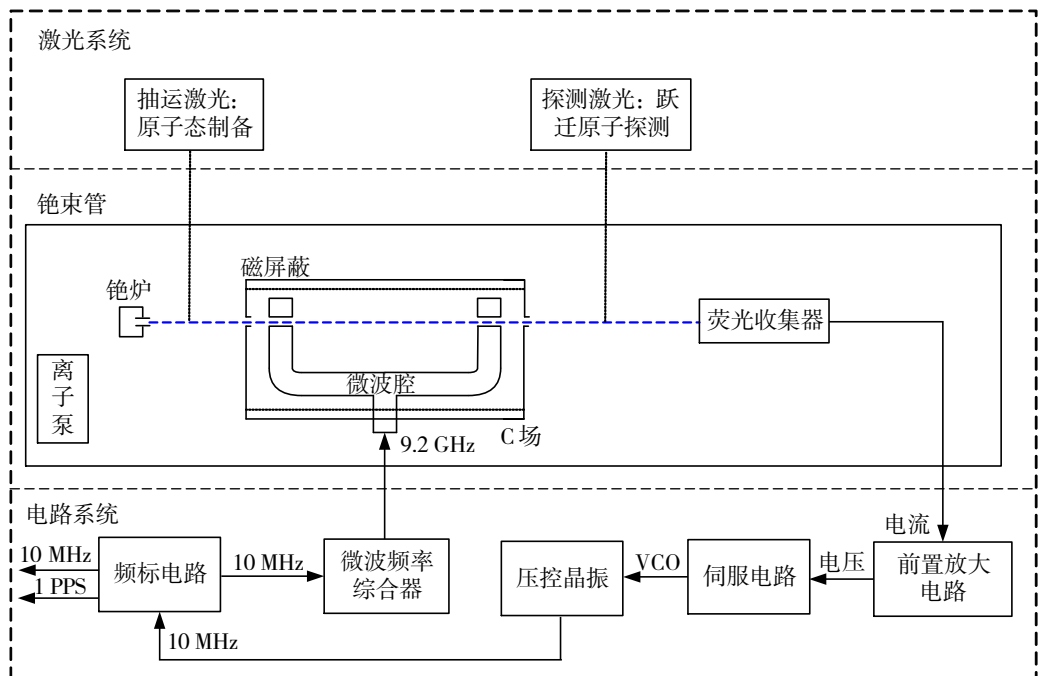 激光系统
抽运激光：
原子态制备
探测激光：跃
迁原子探测
铯束管
磁屏蔽
铯炉
荧光收集器
离
子
泵
微波腔
C场
9.2 GHz
电路系统
电流
10 MHz
1 PPS
频标电路
10 MHz
微波频率
综合器
压控晶振
VCO
伺服电路
电压
前置放大
电路
10 MHz